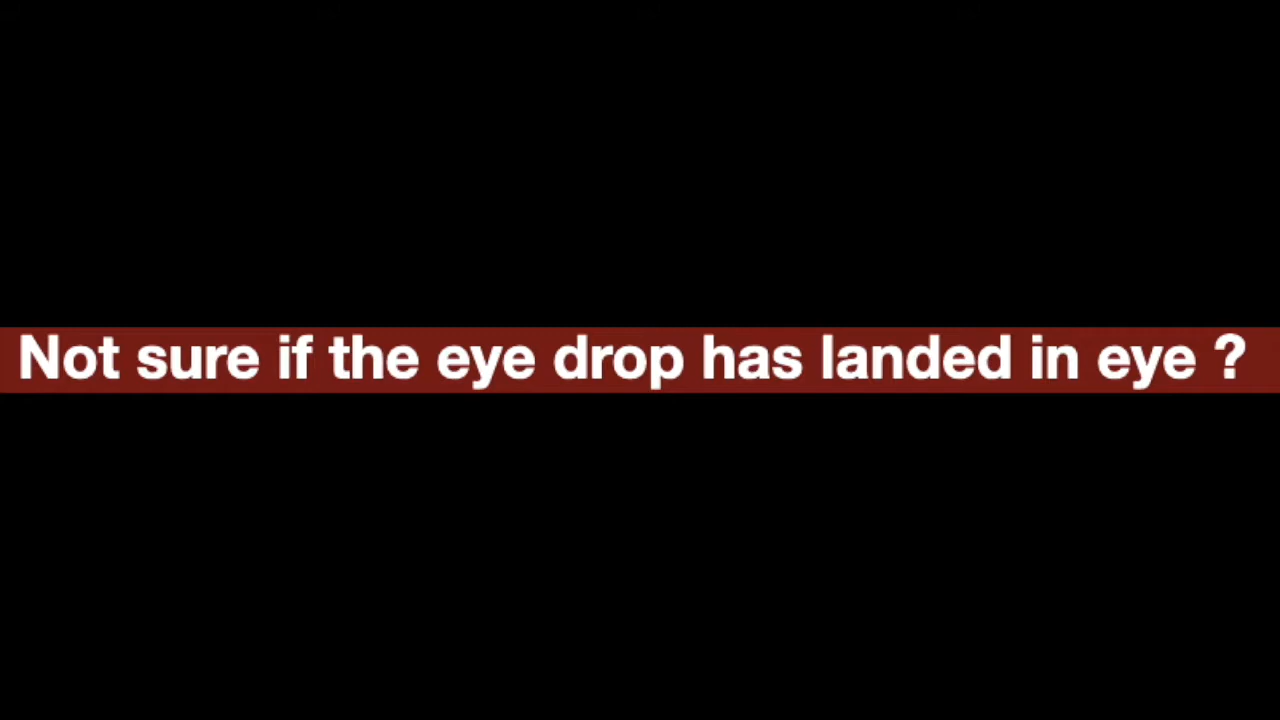 Not sure if the eye drop has landed in eye ?